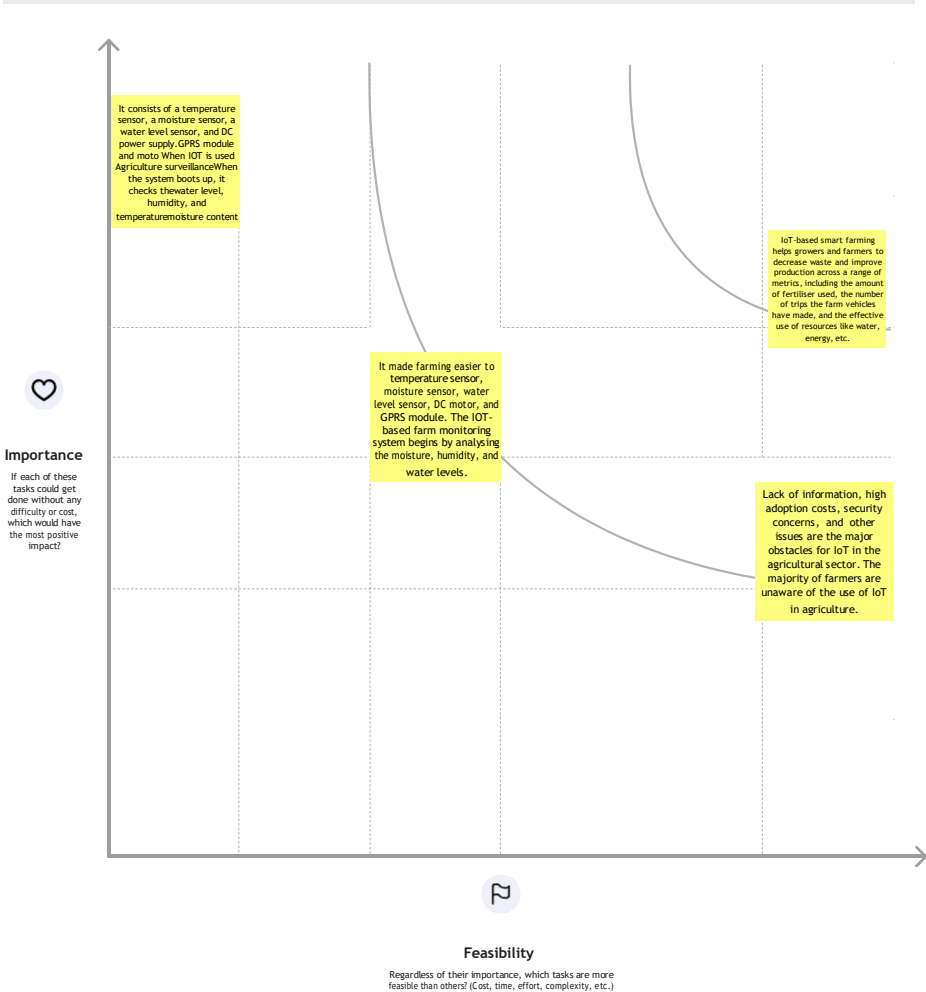 It consists of a temperature
sensor, a moisture sensor, a
water level sensor, and DC
power supply.GPRS module
and moto When IOT is used
Agriculture surveillanceWhen
the system boots up, it
checks thewater level,
humidity, and
temperaturemoisture content
IoT-based smart farming
helps growers and farmers to
decrease waste and improve
production across a range of
metrics, including the amount
of fertiliser used, the number
of trips the farm vehicles
have made, and the effective
use of resources like water,
energy, etc.
It made farming easier to
temperature sensor,
moisture sensor, water
level sensor, DC motor, and
GPRS module. The IOT-
based farm monitoring
system begins by analysing
the moisture, humidity, and
water levels.
Importance
If each of these
tasks could get
done without any
difficulty or cost,
which would have
the most positive
impact?
Lack of information, high
adoption costs, security
concerns, and other
issues are the major
obstacles for IoT in the
agricultural sector. The
majority of farmers are
unaware of the use of IoT
in agriculture.
Feasibility
Regardless of their importance, which tasks are more
feasible than others? (Cost, time, effort, complexity, etc.)